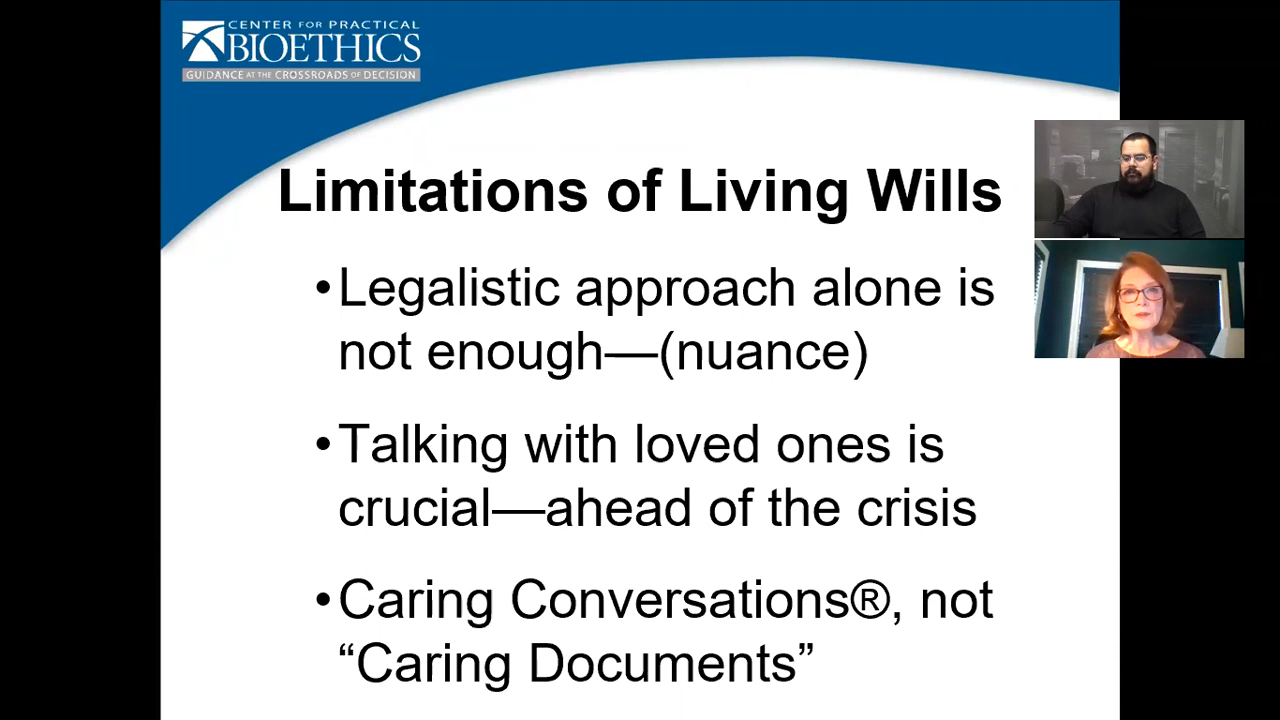 CENTER FOR PRACTICAL
BIOETHICS
GUIDANCE AT THE CROSSROADS OF DECISION
Limitations of Living Wills
•Legalistic approach alone is
not enough—(nuance)
•Talking with loved ones is
crucial—ahead of the crisis
•Caring Conversations®, not
“Caring Documents”